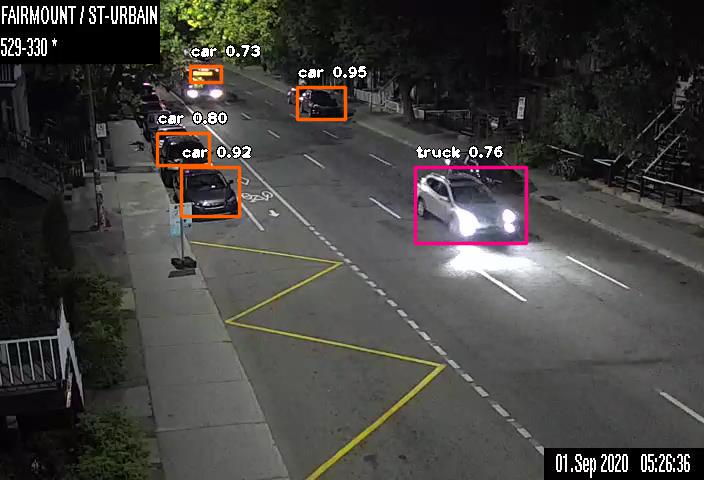 FAIRMOUNT / ST-URBAIN
529-330 *
car 0.73
car 0.95
car 0.80
car 0.92
truck 0.76
01.Sep 2020 05:26:36